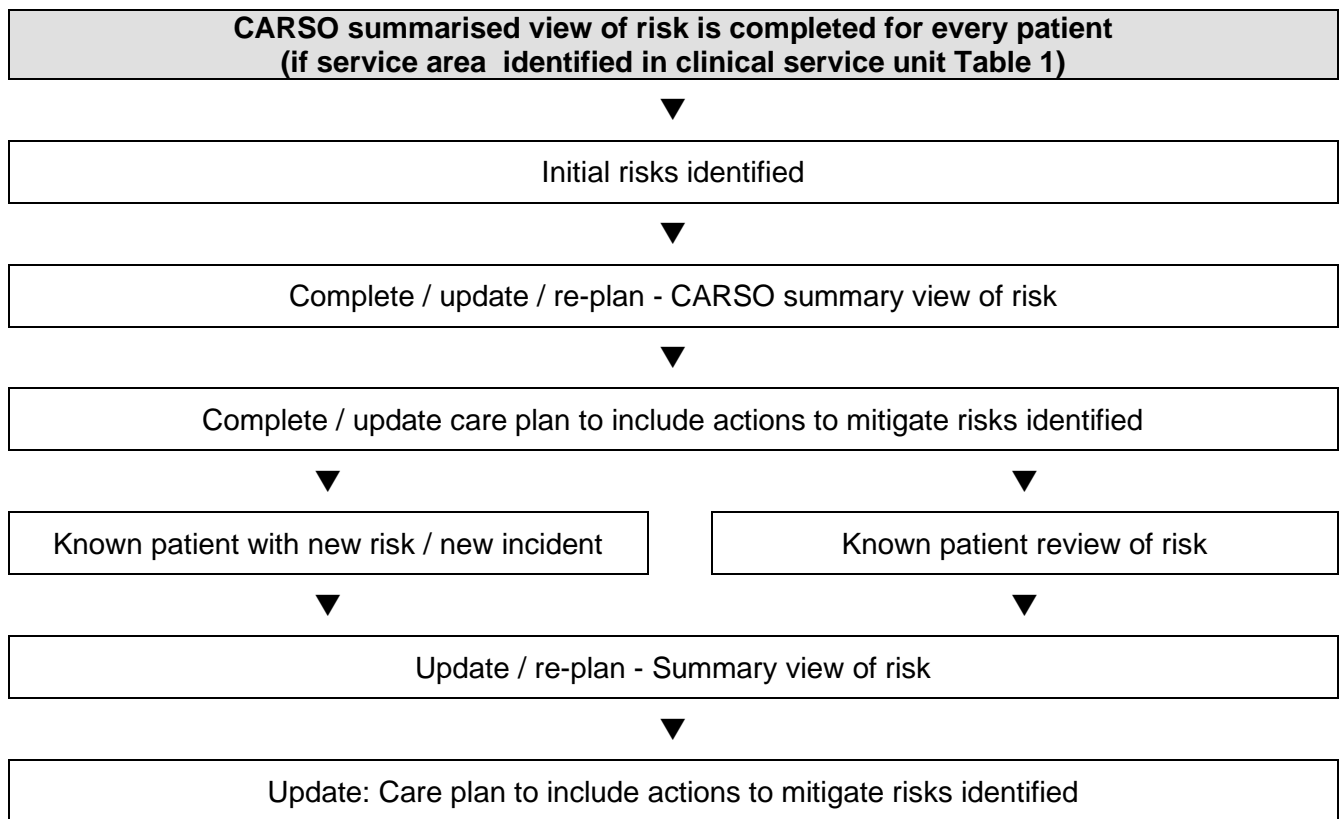 CARSO summarised view of risk is completed for every patient
(if service area identified in clinical service unit Table 1)
Initial risks identified
Complete / update / re-plan - CARSO summary view of risk
Complete / update care plan to include actions to mitigate risks identified
Known patient with new risk / new incident
Known patient review of risk
Update / re-plan - Summary view of risk
Update: Care plan to include actions to mitigate risks identified